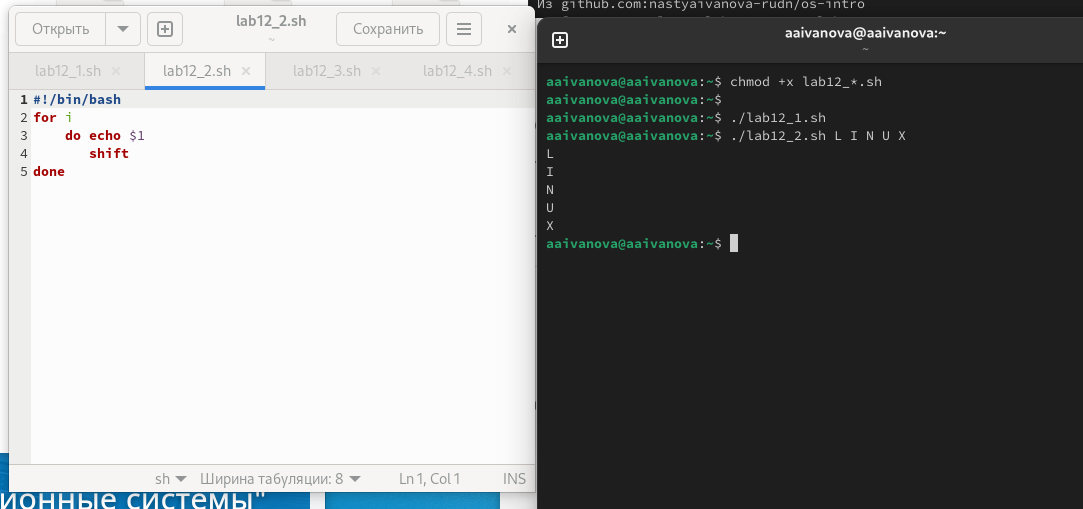 Из github.com:nastyaivanova-rudn/os-intro
lab12_2.sh
~
Открыть
Сохранить
lab12_1.sh
lab12_2.sh
lab12_3.sh
lab12_4.sh
1 #!/bin/bash
2 for i
3     do echo $1
4        shift
5 done
sh
Ширина табуляции: 8
Ln 1, Col 1
INS
ионные системы"
aaivanova@aaivanova:~
~
aaivanova@aaivanova:~$ chmod +x lab12_*.sh
aaivanova@aaivanova:~$
aaivanova@aaivanova:~$ ./lab12_1.sh
aaivanova@aaivanova:~$ ./lab12_2.sh L I N U X
L
I
N
U
X
aaivanova@aaivanova:~$